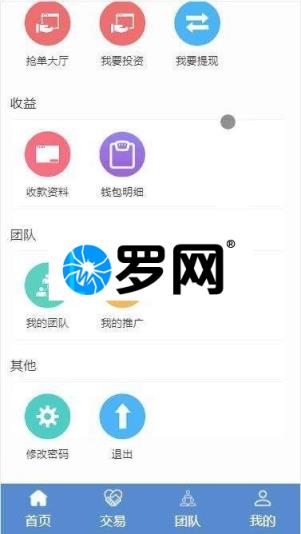 抢单大厅 我要投资 我要提现
收益
收款资料 钱包明细
团队
罗网®
我的团队 我的推广
其他
修改密码 退出
首页 交易 团队 我的